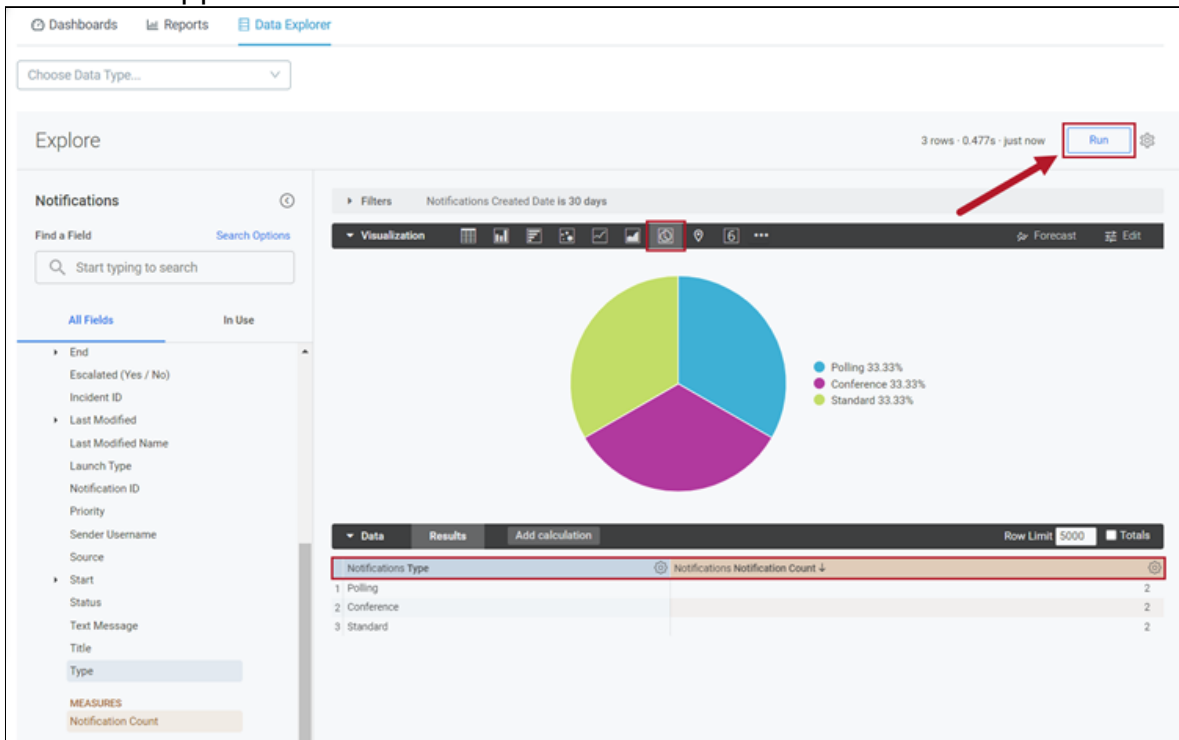 Dashboards Reports Data Explorer
Choose Data Type...
Explore
3 rows · 0.477s · just now Run
Notifications
Filters Notifications Created Date is 30 days
Find a Field Search Options
Visualization 6 ••• Forecast Edit
Start typing to search
All Fields In Use
End
Escalated (Yes / No)
Incident ID
Last Modified
Last Modified Name
Launch Type
Notification ID
Priority
Sender Username
Source
Start
Status
Text Message
Title
Type
MEASURES
Notification Count
Polling 33.33%
Conference 33.33%
Standard 33.33%
Data Results Add calculation Row Limit 5000 Totals
Notifications Type Notifications Notification Count ↓
1 Polling 2
2 Conference 2
3 Standard 2